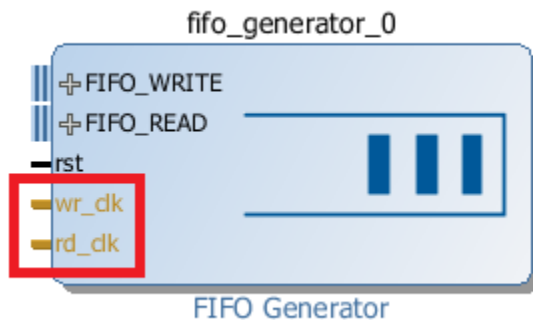 fifo_generator_0
FIFO_WRITE
FIFO_READ
rst
wr_clk
rd_clk
FIFO Generator